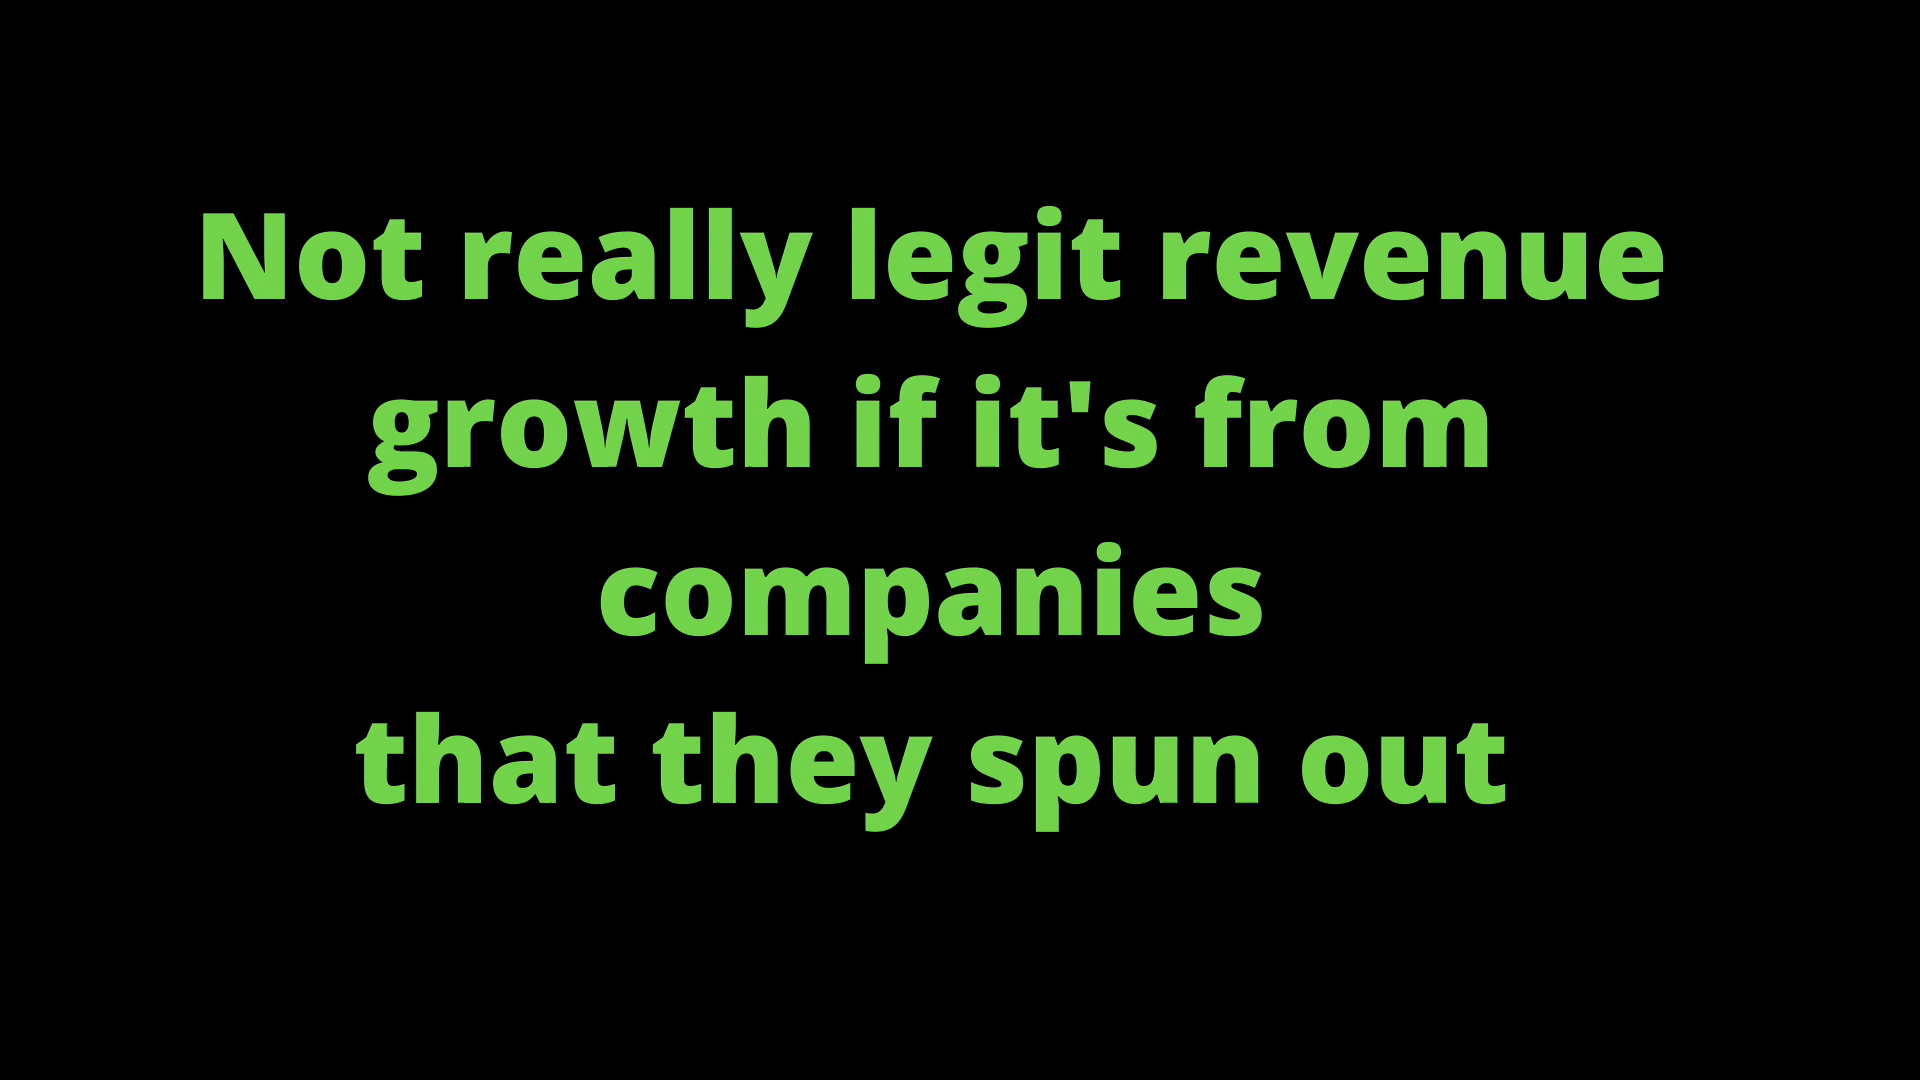 Not really legit revenue
growth if it's from
companies
that they spun out